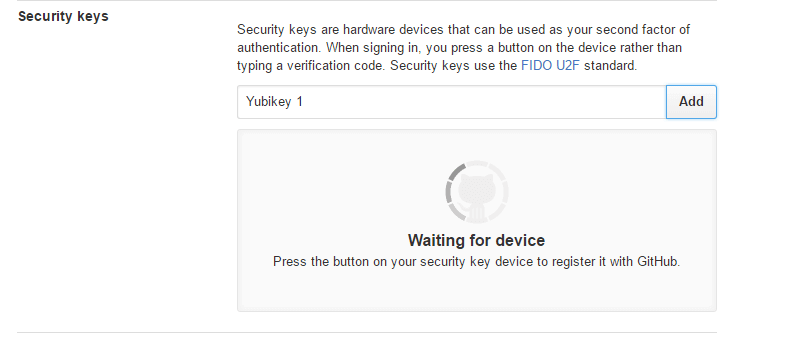 Security keys
Security keys are hardware devices that can be used as your second factor of
authentication. When signing in, you press a button on the device rather than
typing a verification code. Security keys use the FIDO U2F standard.
Yubikey 1
Add
Waiting for device
Press the button on your security key device to register it with GitHub.